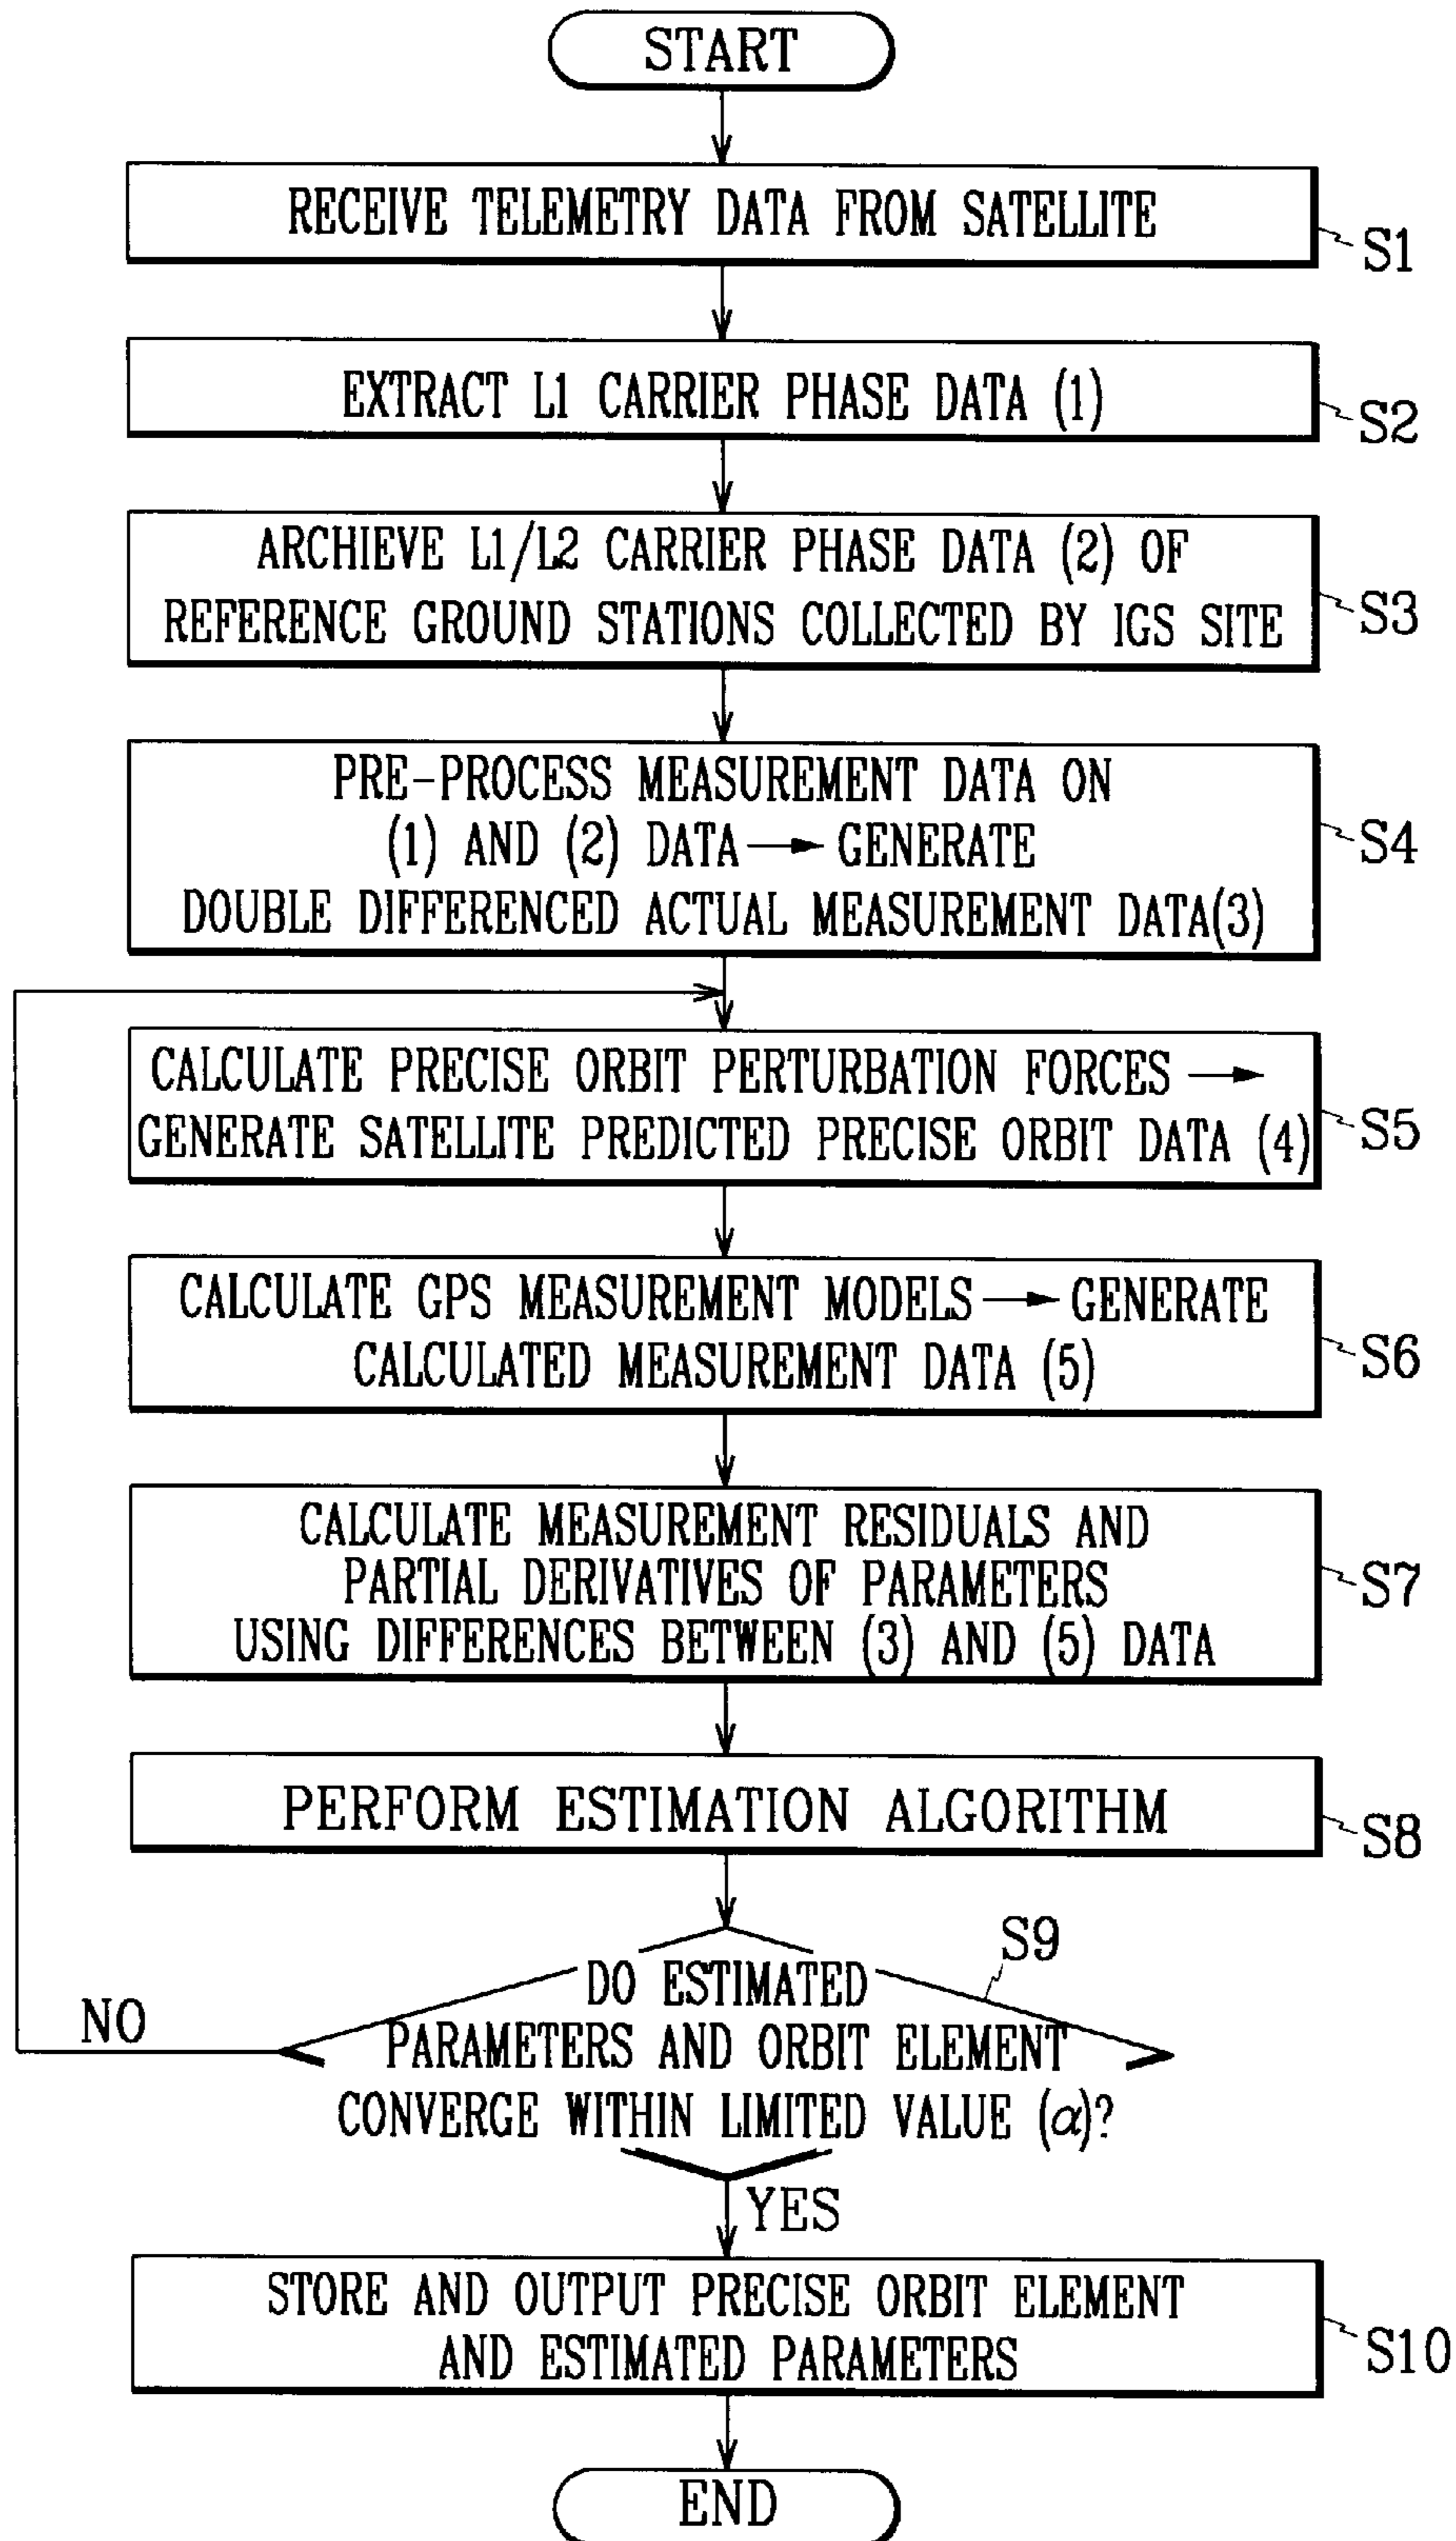 START
RECEIVE TELEMETRY DATA FROM SATELLITE
S1
EXTRACT L1 CARRIER PHASE DATA (1)
S2
ARCHIEVE L1/L2 CARRIER PHASE DATA (2) OF
REFERENCE GROUND STATIONS COLLECTED BY IGS SITE
S3
PRE-PROCESS MEASUREMENT DATA ON
(1) AND (2) DATA → GENERATE
DOUBLE DIFFERENCED ACTUAL MEASUREMENT DATA(3)
S4
CALCULATE PRECISE ORBIT PERTURBATION FORCES →
GENERATE SATELLITE PREDICTED PRECISE ORBIT DATA (4)
S5
CALCULATE GPS MEASUREMENT MODELS → GENERATE
CALCULATED MEASUREMENT DATA (5)
S6
CALCULATE MEASUREMENT RESIDUALS AND
PARTIAL DERIVATIVES OF PARAMETERS
USING DIFFERENCES BETWEEN (3) AND (5) DATA
S7
PERFORM ESTIMATION ALGORITHM
S8
S9
DO ESTIMATED
PARAMETERS AND ORBIT ELEMENT
CONVERGE WITHIN LIMITED VALUE (α)?
NO
YES
STORE AND OUTPUT PRECISE ORBIT ELEMENT
AND ESTIMATED PARAMETERS
S10
END